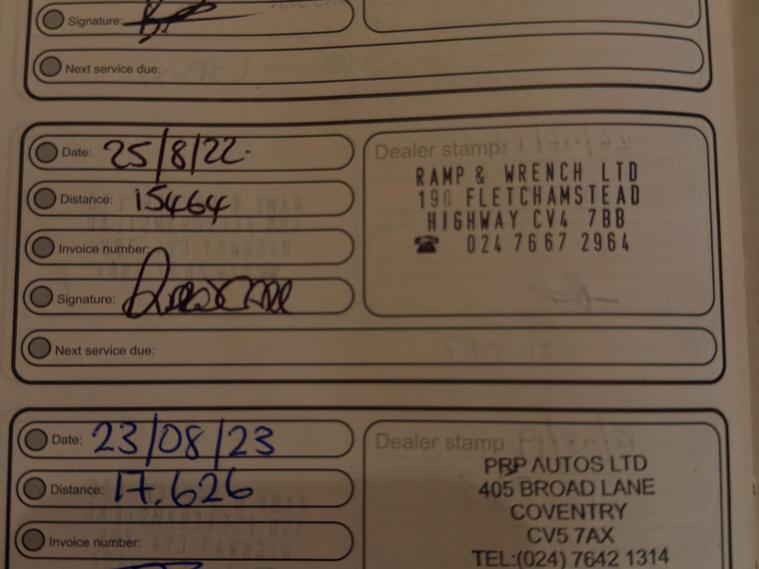 Signature:
Next service due:
Date: 25/8/22.
Distance: 15464
Invoice number:
Signature:
Next service due:
Dealer stamp:
RAMP & WRENCH LTD
190 FLETCHAMSTEAD
HIGHWAY CV4 7BB
☎ 024 7667 2964
Date: 23/08/23
Distance: 17.626
Invoice number:
Dealer stamp
PRP AUTOS LTD
405 BROAD LANE
COVENTRY
CV5 7AX
TEL:(024) 7642 1314